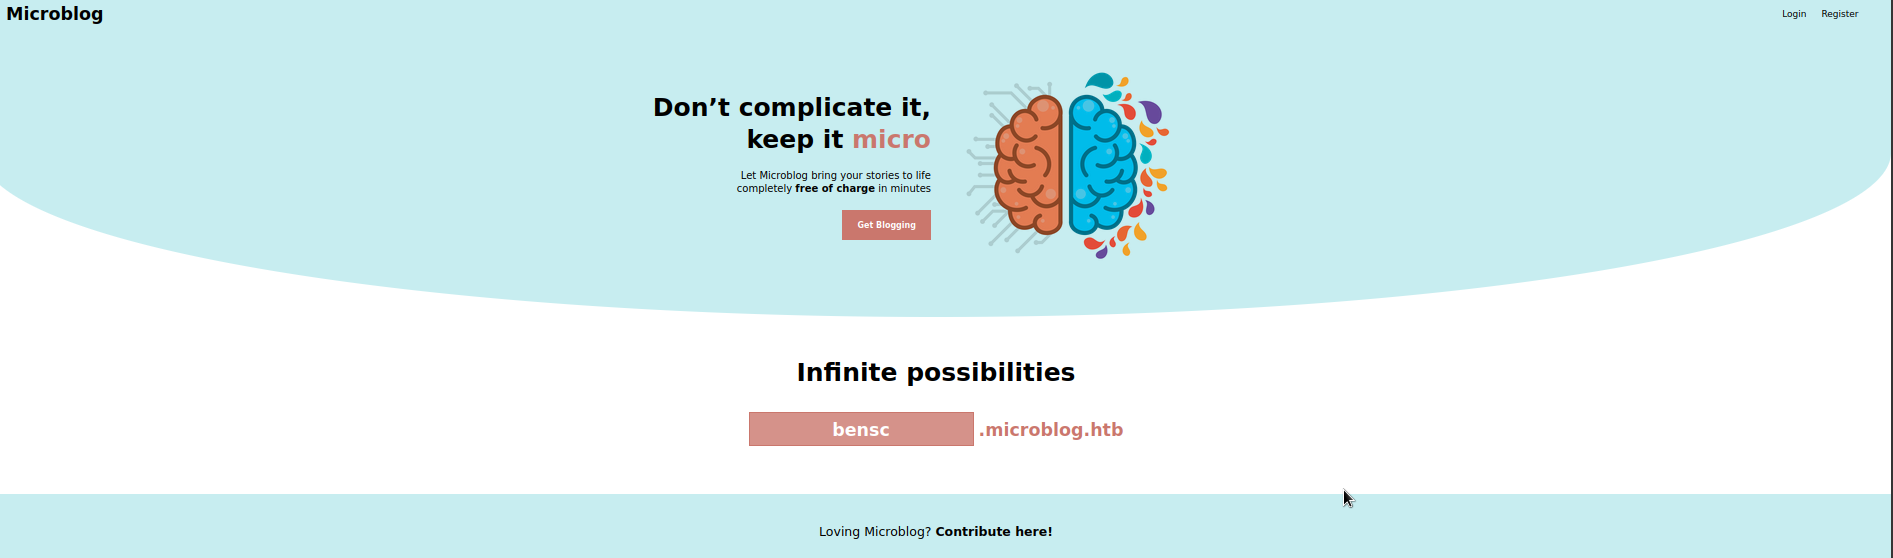 Microblog
Login Register
Don’t complicate it,
keep it micro
Let Microblog bring your stories to life
completely free of charge in minutes
Get Blogging
Infinite possibilities
bensc .microblog.htb
Loving Microblog? Contribute here!